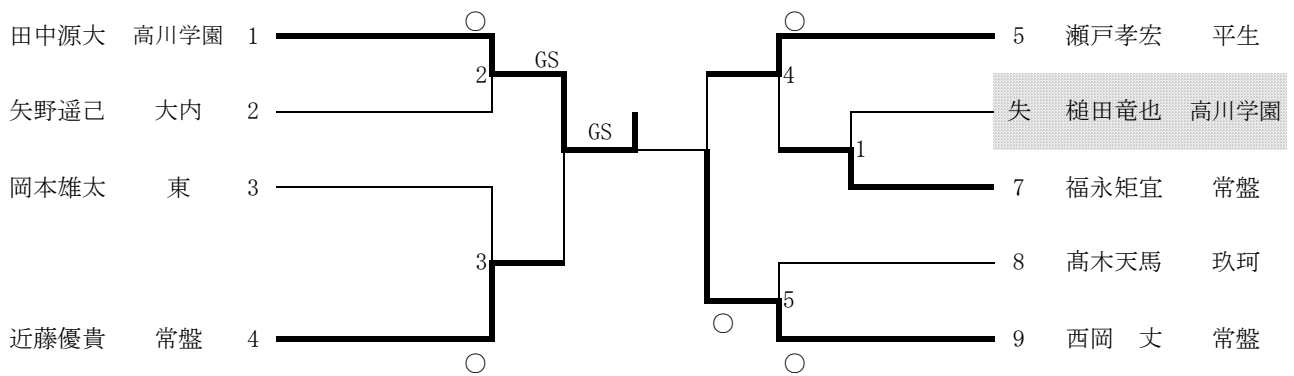 ○ ○
田中源大 高川学園 1 5 瀬戸孝宏 平生
GS
2 4
矢野遥己 大内 2 失 槌田竜也 高川学園
GS
1
岡本雄太 東 3 7 福永矩宜 常盤
3 8 髙木天馬 玖珂
5
○
近藤優貴 常盤 4 9 西岡 丈 常盤
○ ○